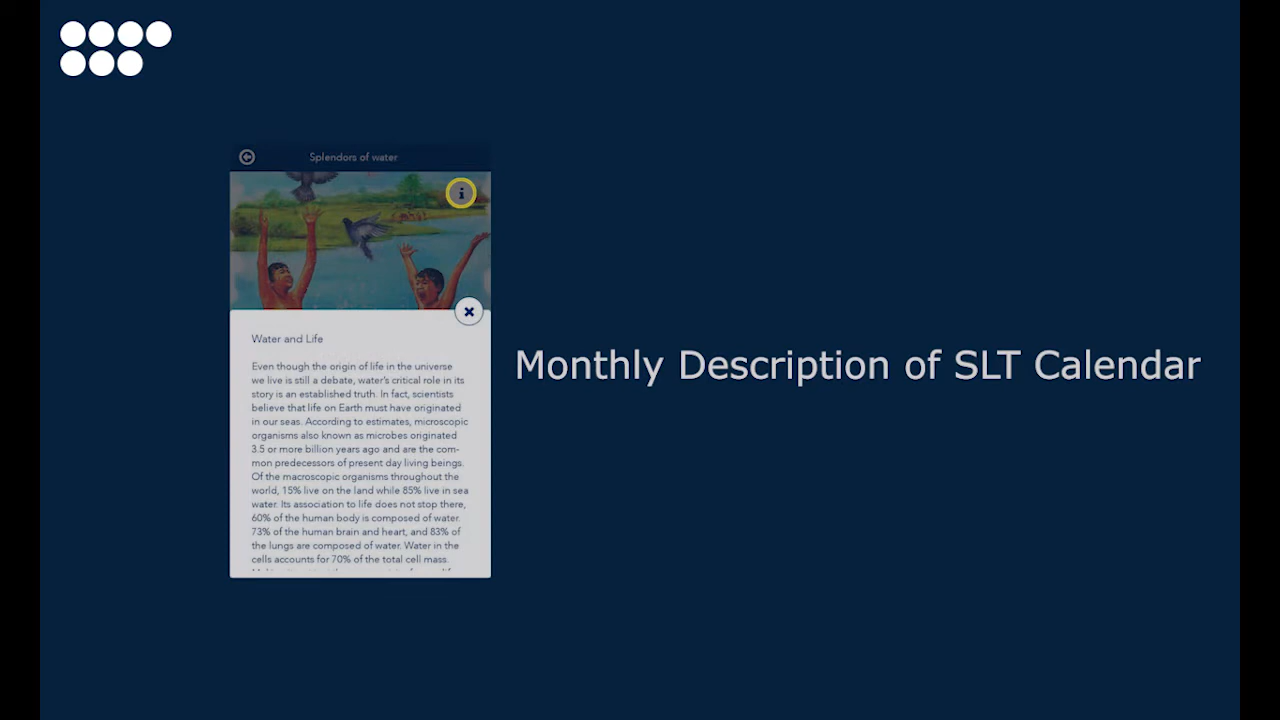 Splendors of water
i
Water and Life
Even though the origin of life in the universe
we live is still a debate, water's critical role in its
story is an established truth. In fact, scientists
believe that life on Earth must have originated
in our seas. According to estimates, microscopic
organisms also known as microbes originated
3.5 or more billion years ago and are the com-
mon predecessors of present day living beings.
Of the macroscopic organisms throughout the
world, 15% live on the land while 85% live in sea
water. Its association to life does not stop there,
60% of the human body is composed of water.
73% of the human brain and heart, and 83% of
the lungs are composed of water. Water in the
cells accounts for 70% of the total cell mass.
Monthly Description of SLT Calendar